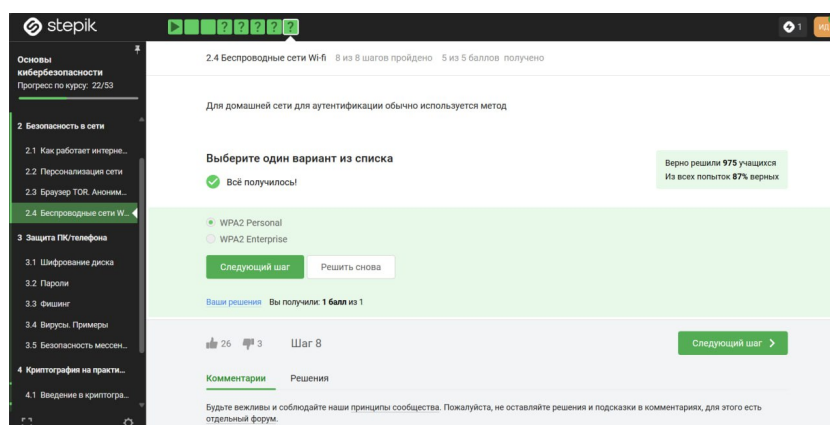 stepik
1
ИД
Основы
кибербезопасности
Прогресс по курсу: 22/53
2 Безопасность в сети
2.1 Как работает интерне...
2.2 Персонализация сети
2.3 Браузер TOR. Аноним...
2.4 Беспроводные сети W...
3 Защита ПК/телефона
3.1 Шифрование диска
3.2 Пароли
3.3 Фишинг
3.4 Вирусы. Примеры
3.5 Безопасность мессен...
4 Криптография на практи...
4.1 Введение в криптогра...
2.4 Беспроводные сети Wi-fi 8 из 8 шагов пройдено 5 из 5 баллов получено
Для домашней сети для аутентификации обычно используется метод
Выберите один вариант из списка
Всё получилось!
Верно решили 975 учащихся
Из всех попыток 87% верных
WPA2 Personal
WPA2 Enterprise
Следующий шаг Решить снова
Ваши решения Вы получили: 1 балл из 1
26 3 Шаг 8 Следующий шаг
Комментарии Решения
Будьте вежливы и соблюдайте наши принципы сообщества. Пожалуйста, не оставляйте решения и подсказки в комментариях, для этого есть
отдельный форум.